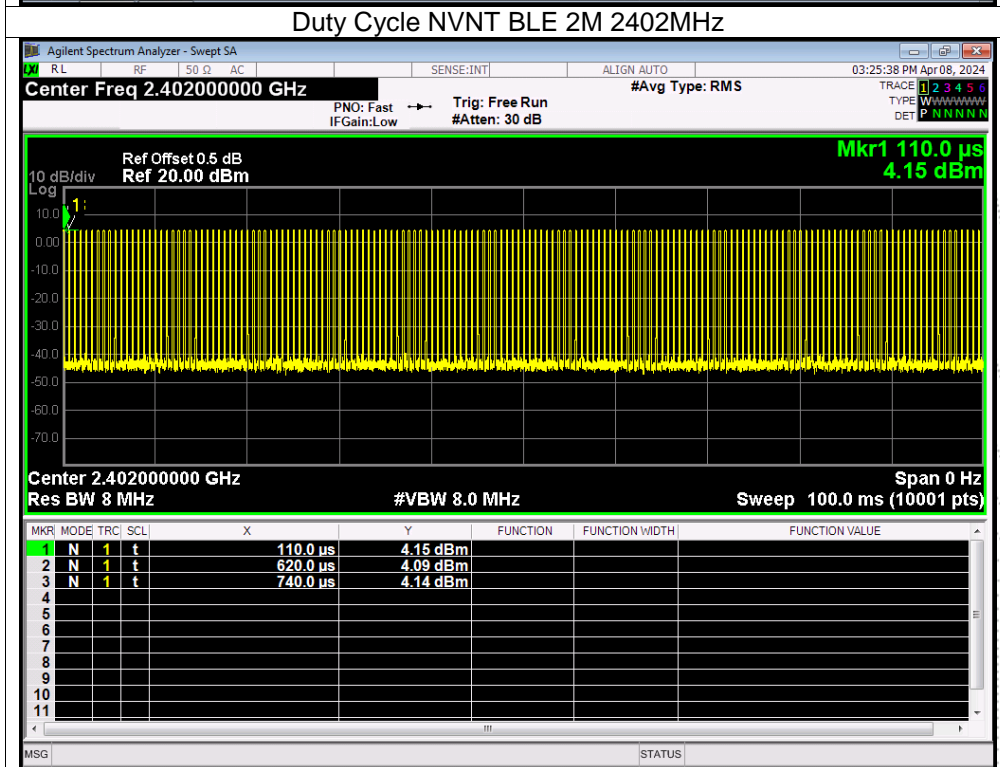 Duty Cycle NVNT BLE 2M 2402MHz
Agilent Spectrum Analyzer - Swept SA
LXI RL RF 50 Ω AC SENSE:INT ALIGN AUTO 03:25:38 PM Apr 08, 2024
Center Freq 2.402000000 GHz #Avg Type: RMS TRACE 1 2 3 4 5 6
PNO: Fast Trig: Free Run TYPE WWWWWW
IFGain:Low #Atten: 30 dB DET P N N N N N
Mkr1 110.0 µs
Ref Offset 0.5 dB
10 dB/div Ref 20.00 dBm 4.15 dBm
Log
1
10.0
0.00
-10.0
-20.0
-30.0
-40.0
-50.0
-60.0
-70.0
Center 2.402000000 GHz Span 0 Hz
Res BW 8 MHz #VBW 8.0 MHz Sweep 100.0 ms (10001 pts)
MKR MODE TRC SCL X Y FUNCTION FUNCTION WIDTH FUNCTION VALUE
1 N 1 t 110.0 µs 4.15 dBm
2 N 1 t 620.0 µs 4.09 dBm
3 N 1 t 740.0 µs 4.14 dBm
4
5
6
7
8
9
10
11
MSG STATUS